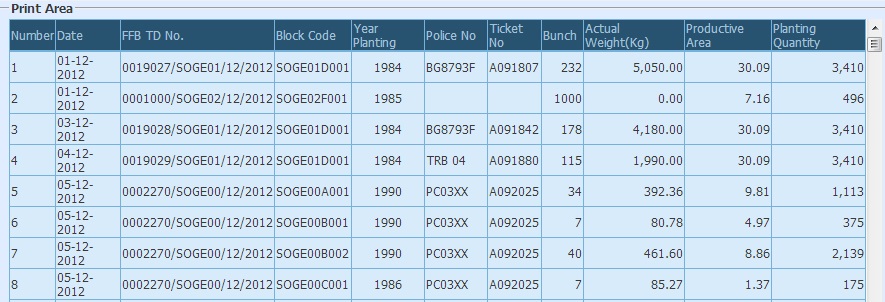 Print Area
Number Date FFB TD No. Block Code Year Planting Police No Ticket No Bunch Actual Weight(Kg) Productive Area Planting Quantity
1 01-12-2012 0019027/SOGE01/12/2012 SOGE01D001 1984 BG8793F A091807 232 5,050.00 30.09 3,410
2 01-12-2012 0001000/SOGE02/12/2012 SOGE02F001 1985 1000 0.00 7.16 496
3 03-12-2012 0019028/SOGE01/12/2012 SOGE01D001 1984 BG8793F A091842 178 4,180.00 30.09 3,410
4 04-12-2012 0019029/SOGE01/12/2012 SOGE01D001 1984 TRB 04 A091880 115 1,990.00 30.09 3,410
5 05-12-2012 0002270/SOGE00/12/2012 SOGE00A001 1990 PC03XX A092025 34 392.36 9.81 1,113
6 05-12-2012 0002270/SOGE00/12/2012 SOGE00B001 1990 PC03XX A092025 7 80.78 4.97 375
7 05-12-2012 0002270/SOGE00/12/2012 SOGE00B002 1990 PC03XX A092025 40 461.60 8.86 2,139
8 05-12-2012 0002270/SOGE00/12/2012 SOGE00C001 1986 PC03XX A092025 7 85.27 1.37 175